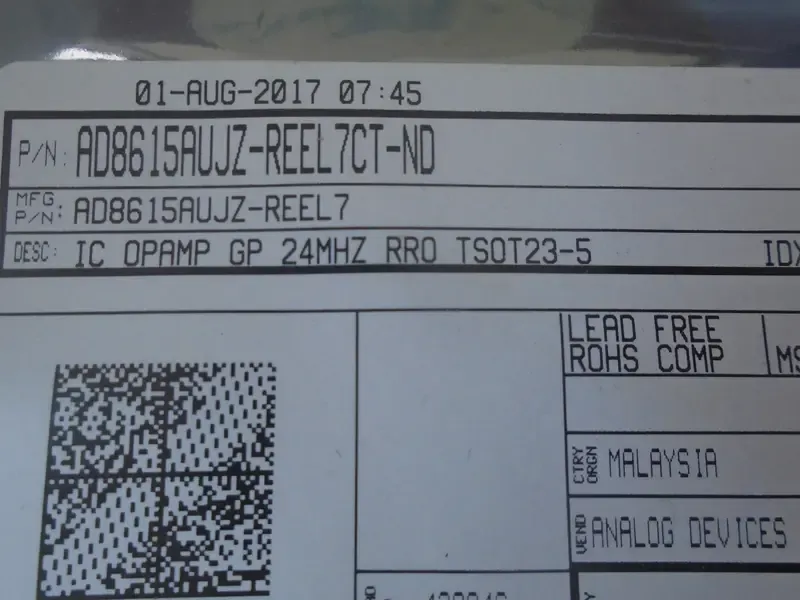 01-AUG-2017 07:45
P/N: AD8615AUJZ-REEL7CT-ND
MFG. P/N: AD8615AUJZ-REEL7
DESC: IC OPAMP GP 24MHZ RRO TSOT23-5
LEAD FREE
ROHS COMP
CTRY ORGN MALAYSIA
VEND ANALOG DEVICES